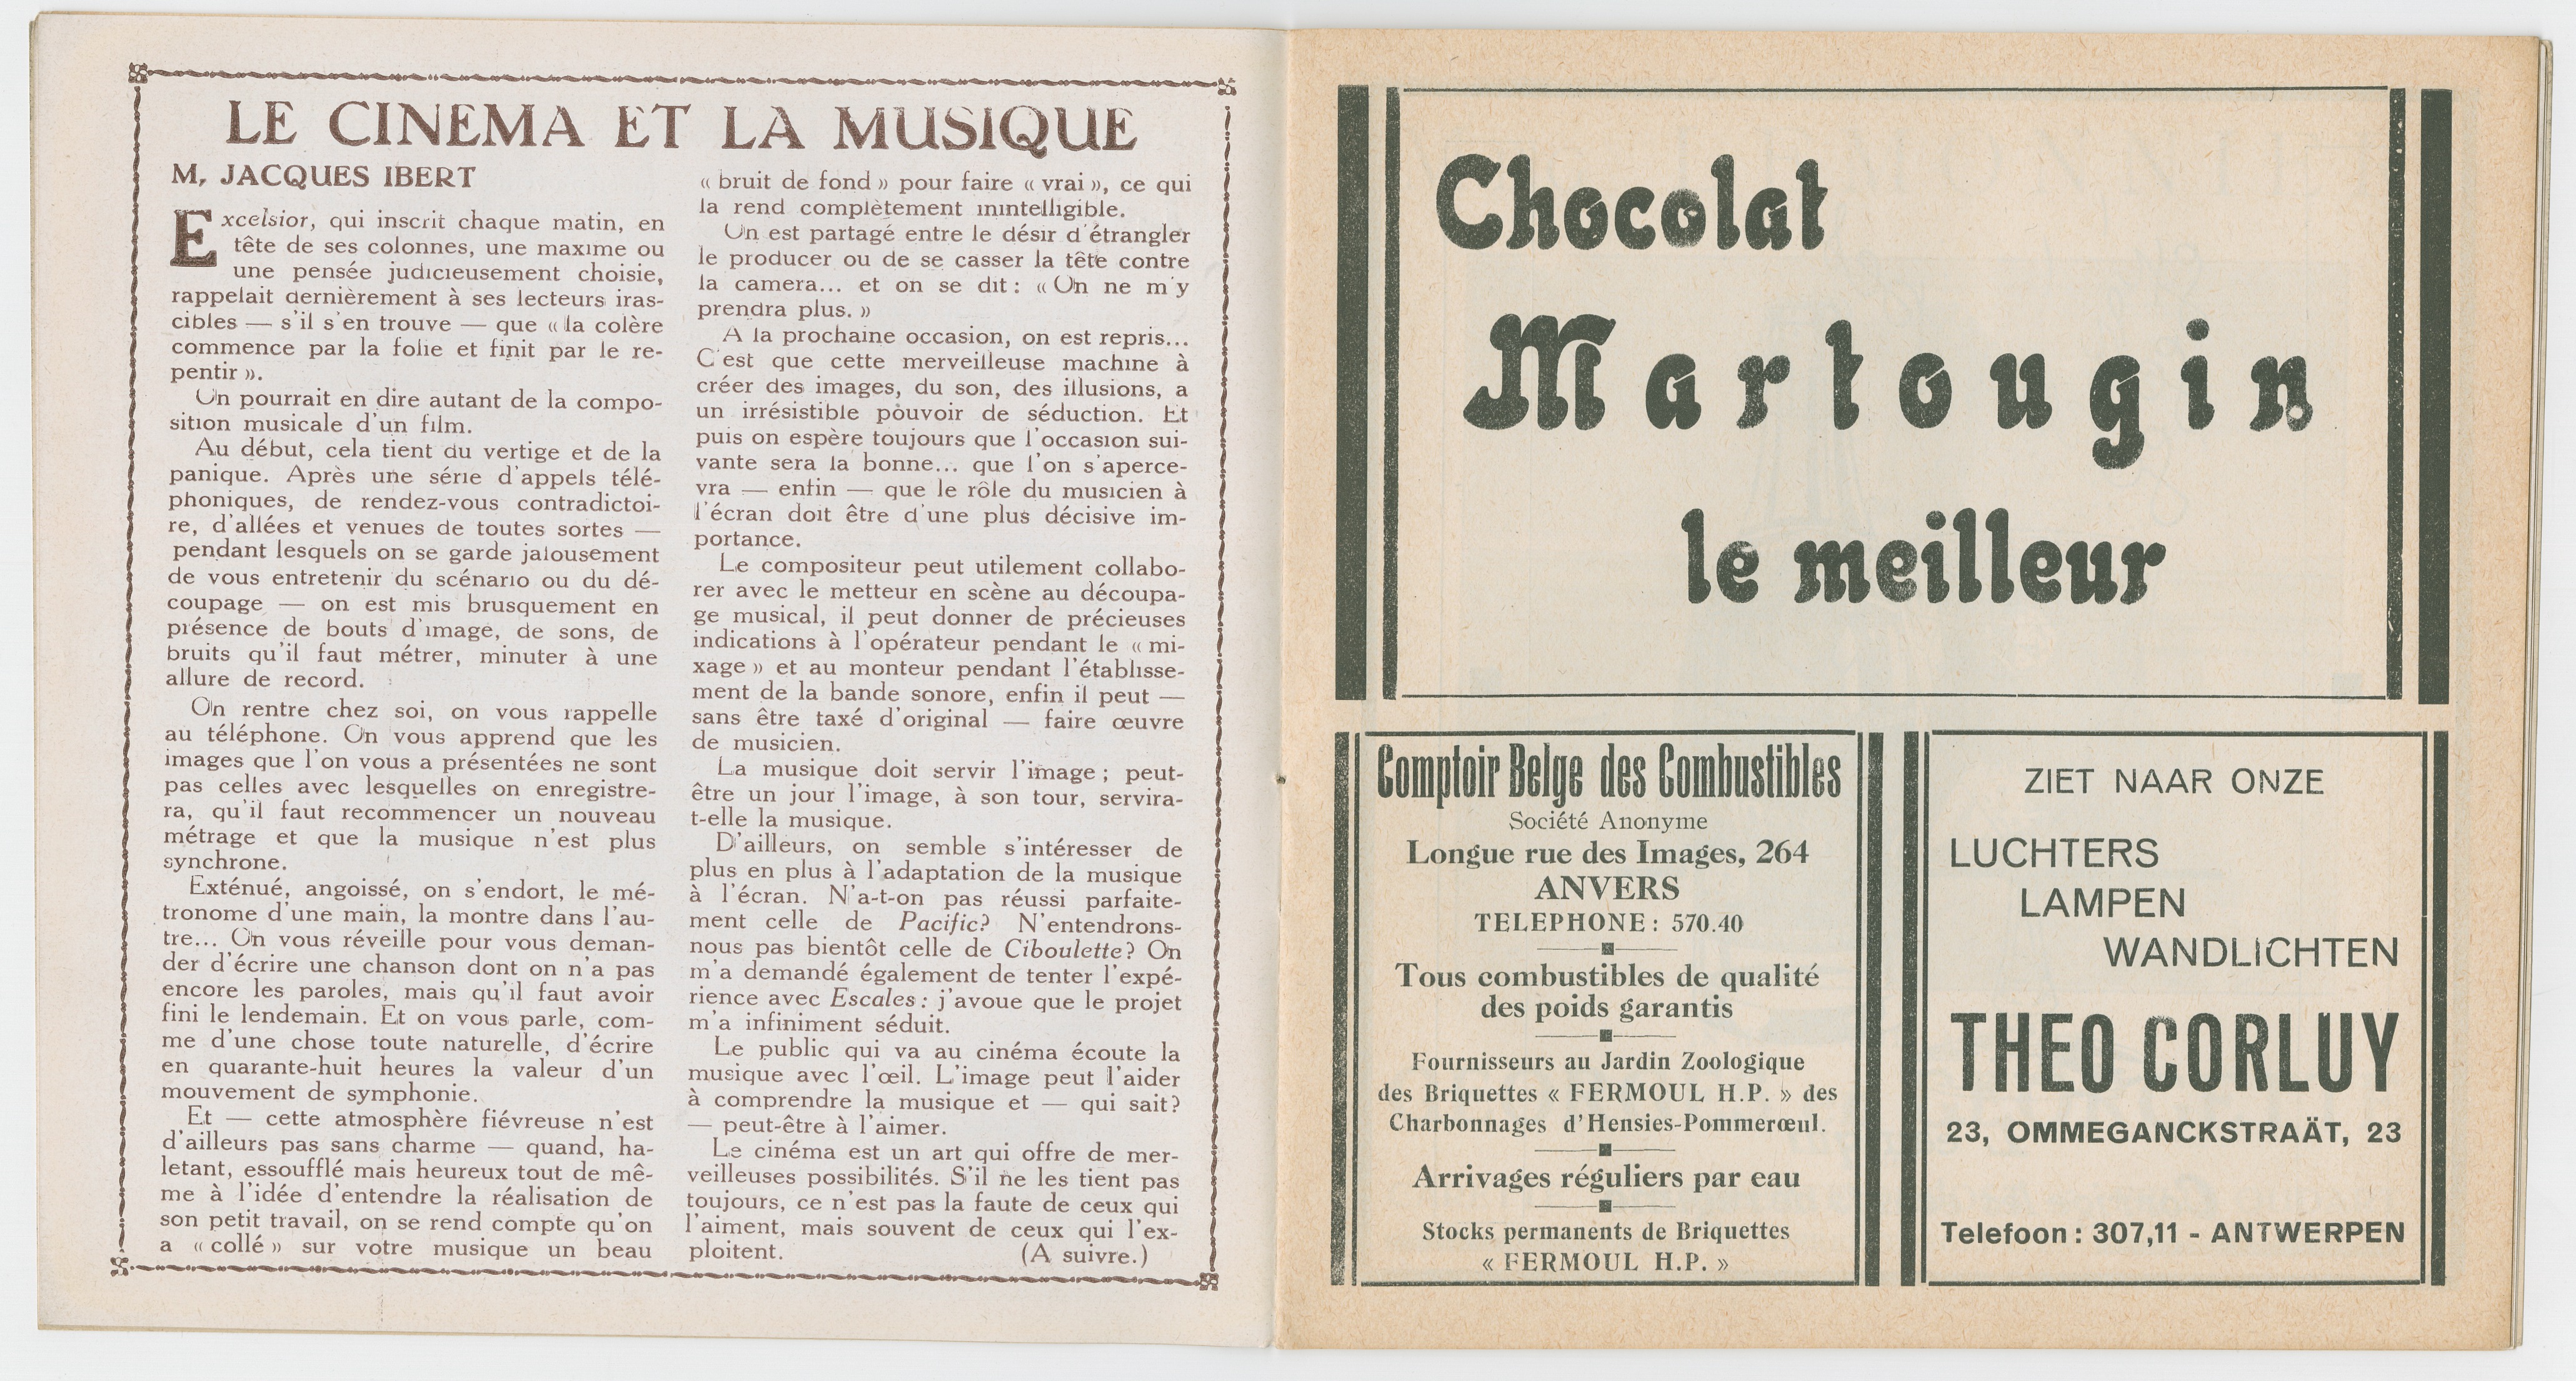 LE CINEMA ET LA MUSIQUE
M. JACQUES IBERT
Excelsior, qui inscrit chaque matin, en
tête de ses colonnes, une maxime ou
une pensée judicieusement choisie,
rappelait dernièrement à ses lecteurs iras-
cibles — s'il s'en trouve — que « la colère
commence par la folie et finit par le re-
pentir ».
On pourrait en dire autant de la compo-
sition musicale d'un film.
Au début, cela tient du vertige et de la
panique. Après une série d'appels télé-
phoniques, de rendez-vous contradictoi-
re, d'allées et venues de toutes sortes —
pendant lesquels on se garde jalousement
de vous entretenir du scénario ou du dé-
coupage — on est mis brusquement en
présence de bouts d'image, de sons, de
bruits qu'il faut métrer, minuter à une
allure de record.
On rentre chez soi, on vous rappelle
au téléphone. On vous apprend que les
images que l'on vous a présentées ne sont
pas celles avec lesquelles on enregistre-
ra, qu'il faut recommencer un nouveau
métrage et que la musique n'est plus
synchrone.
Exténué, angoissé, on s'endort, le mé-
tronome d'une main, la montre dans l'au-
tre... On vous réveille pour vous deman-
der d'écrire une chanson dont on n'a pas
encore les paroles, mais qu'il faut avoir
fini le lendemain. Et on vous parle, com-
me d'une chose toute naturelle, d'écrire
en quarante-huit heures la valeur d'un
mouvement de symphonie.
Et — cette atmosphère fiévreuse n'est
d'ailleurs pas sans charme — quand, ha-
letant, essoufflé mais heureux tout de mê-
me à l'idée d'entendre la réalisation de
son petit travail, on se rend compte qu'on
a « collé » sur votre musique un beau
« bruit de fond » pour faire « vrai », ce qui
la rend complètement inintelligible.
On est partagé entre le désir d'étrangler
le producer ou de se casser la tête contre
la camera... et on se dit : « On ne m'y
prendra plus. »
A la prochaine occasion, on est repris...
C'est que cette merveilleuse machine à
créer des images, du son, des illusions, a
un irrésistible pouvoir de séduction. Et
puis on espère toujours que l'occasion sui-
vante sera la bonne... que l'on s'aperce-
vra — enfin — que le rôle du musicien à
l'écran doit être d'une plus décisive im-
portance.
Le compositeur peut utilement collabo-
rer avec le metteur en scène au découpa-
ge musical, il peut donner de précieuses
indications à l'opérateur pendant le « mi-
xage » et au monteur pendant l'établisse-
ment de la bande sonore, enfin il peut —
sans être taxé d'original — faire œuvre
de musicien.
La musique doit servir l'image ; peut-
être un jour l'image, à son tour, servira-
t-elle la musique.
D'ailleurs, on semble s'intéresser de
plus en plus à l'adaptation de la musique
à l'écran. N'a-t-on pas réussi parfaite-
ment celle de Pacific? N'entendrons-
nous pas bientôt celle de Ciboulette? On
m'a demandé également de tenter l'expé-
rience avec Escales : j'avoue que le projet
m'a infiniment séduit.
Le public qui va au cinéma écoute la
musique avec l'œil. L'image peut l'aider
à comprendre la musique et — qui sait?
— peut-être à l'aimer.
Le cinéma est un art qui offre de mer-
veilleuses possibilités. S'il ne les tient pas
toujours, ce n'est pas la faute de ceux qui
l'aiment, mais souvent de ceux qui l'ex-
ploitent. (A suivre.)
Chocolat
Martougin
le meilleur
Comptoir Belge des Combustibles
Société Anonyme
Longue rue des Images, 264
ANVERS
TELEPHONE : 570.40
Tous combustibles de qualité
des poids garantis
Fournisseurs au Jardin Zoologique
des Briquettes « FERMOUL H.P. » des
Charbonnages d'Hensies-Pommerœul.
Arrivages réguliers par eau
Stocks permanents de Briquettes
« FERMOUL H.P. »
ZIET NAAR ONZE
LUCHTERS
LAMPEN
WANDLICHTEN
THEO CORLUY
23, OMMEGANCKSTRAÄT, 23
Telefoon : 307,11 - ANTWERPEN